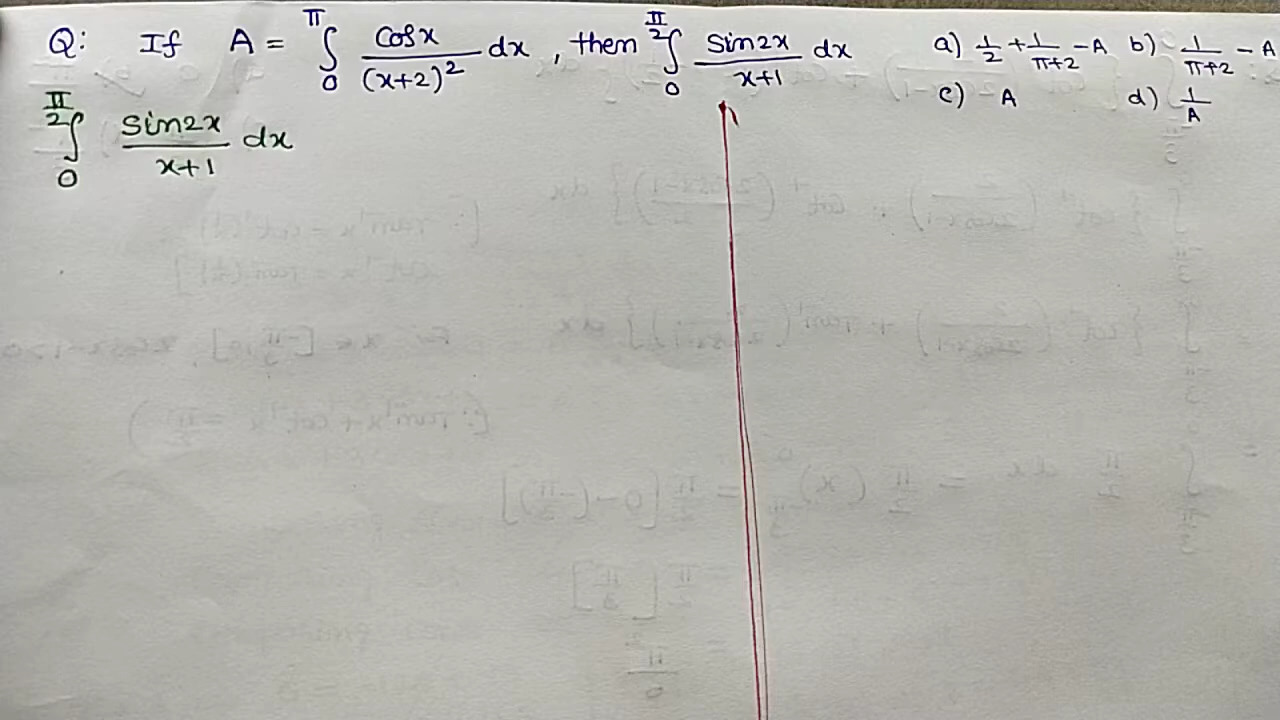 Q: If A = ∫₀^π cosx/(x+2)² dx, then ∫₀^(π/2) sin2x/(x+1) dx a) 1/2 + 1/(π+2) - A b) 1/(π+2) - A
c) - A d) 1/A
∫₀^(π/2) sin2x/(x+1) dx